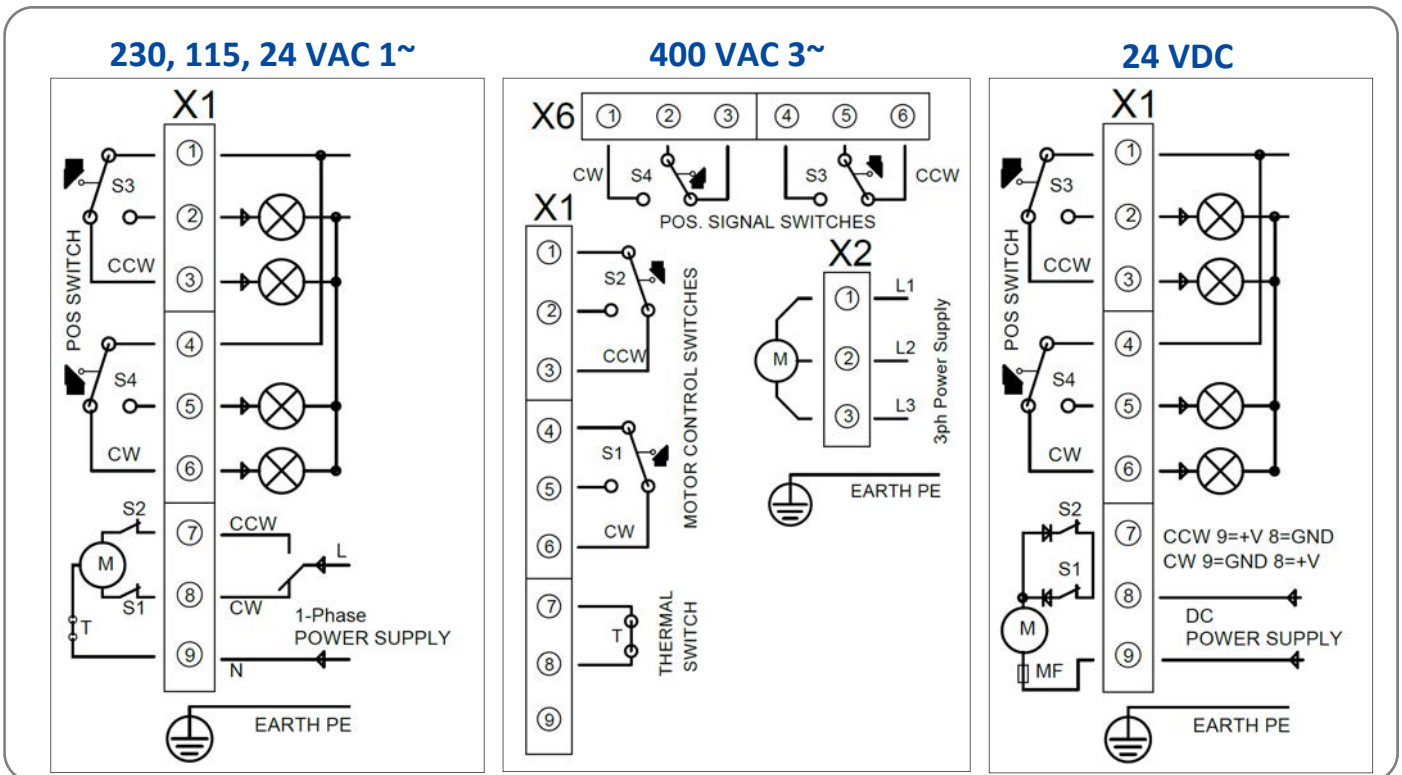 230, 115, 24 VAC 1~
X1
1
S3
2
POS SWITCH
CCW
3
4
S4
5
CW
6
S2
7
CCW
L
M
8
S1
CW
1-Phase
POWER SUPPLY
T
9
N
EARTH PE
400 VAC 3~
X6
1 2 3 4 5 6
CW S4 S3 CCW
POS. SIGNAL SWITCHES
X1
1
S2
2
CCW
3
4
S1
5
CW
6
MOTOR CONTROL SWITCHES
7
T
8
THERMAL
SWITCH
9
X2
1 L1
M 2 L2
3 L3
3ph Power Supply
EARTH PE
24 VDC
X1
1
S3
2
POS SWITCH
CCW
3
4
S4
5
CW
6
S2
7
CCW 9=+V 8=GND
CW 9=GND 8=+V
S1
8
DC
POWER SUPPLY
M
9
MF
EARTH PE